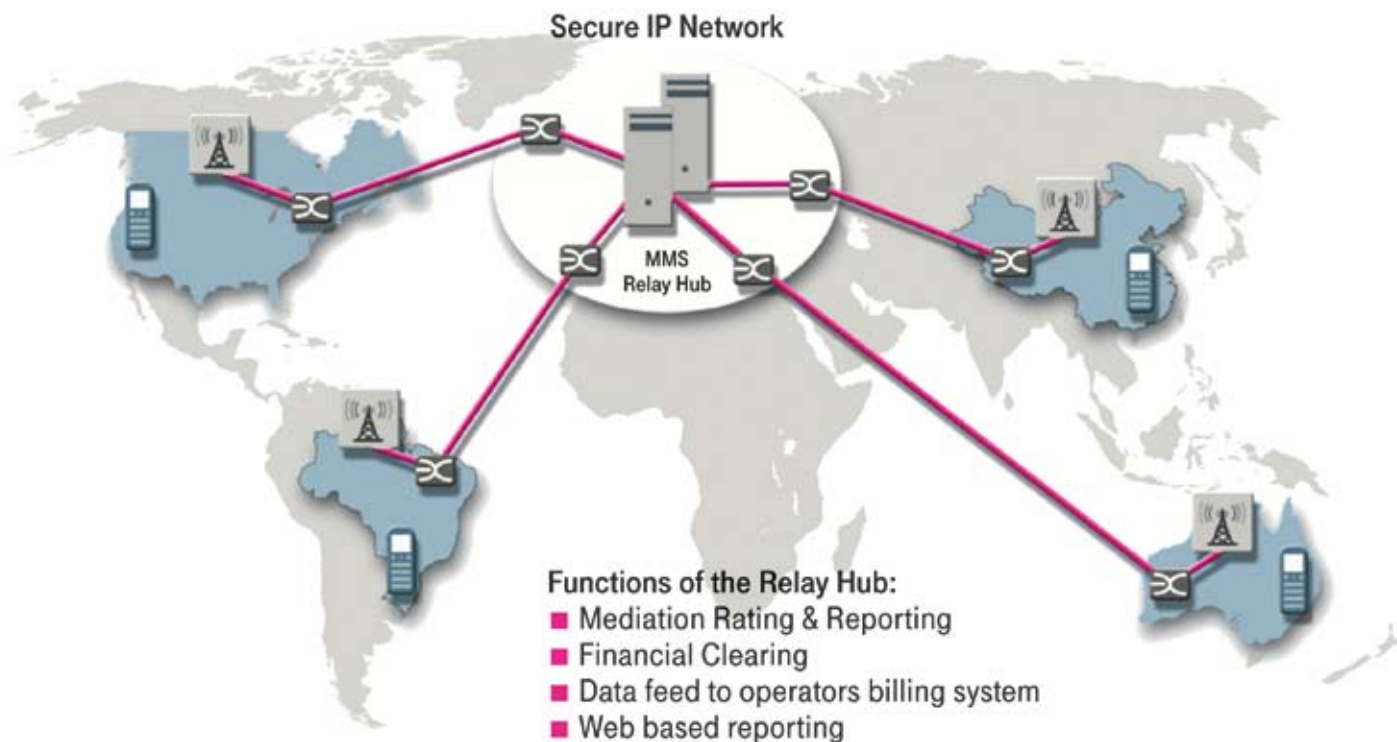 Secure IP Network
MMS
Relay Hub
Functions of the Relay Hub:
Mediation Rating & Reporting
Financial Clearing
Data feed to operators billing system
Web based reporting